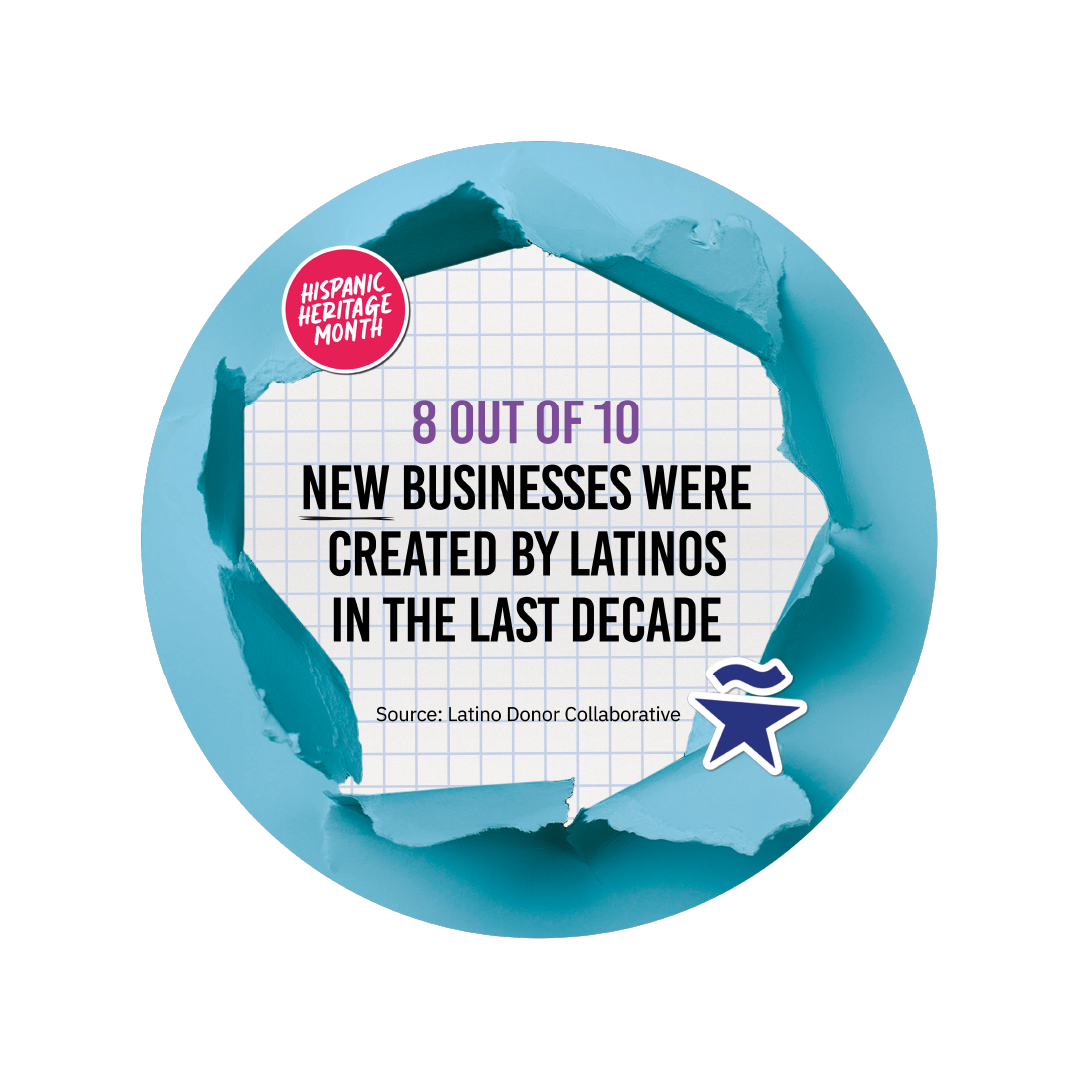 HISPANIC
HERITAGE
MONTH
8 OUT OF 10
NEW BUSINESSES WERE
CREATED BY LATINOS
IN THE LAST DECADE
Source: Latino Donor Collaborative